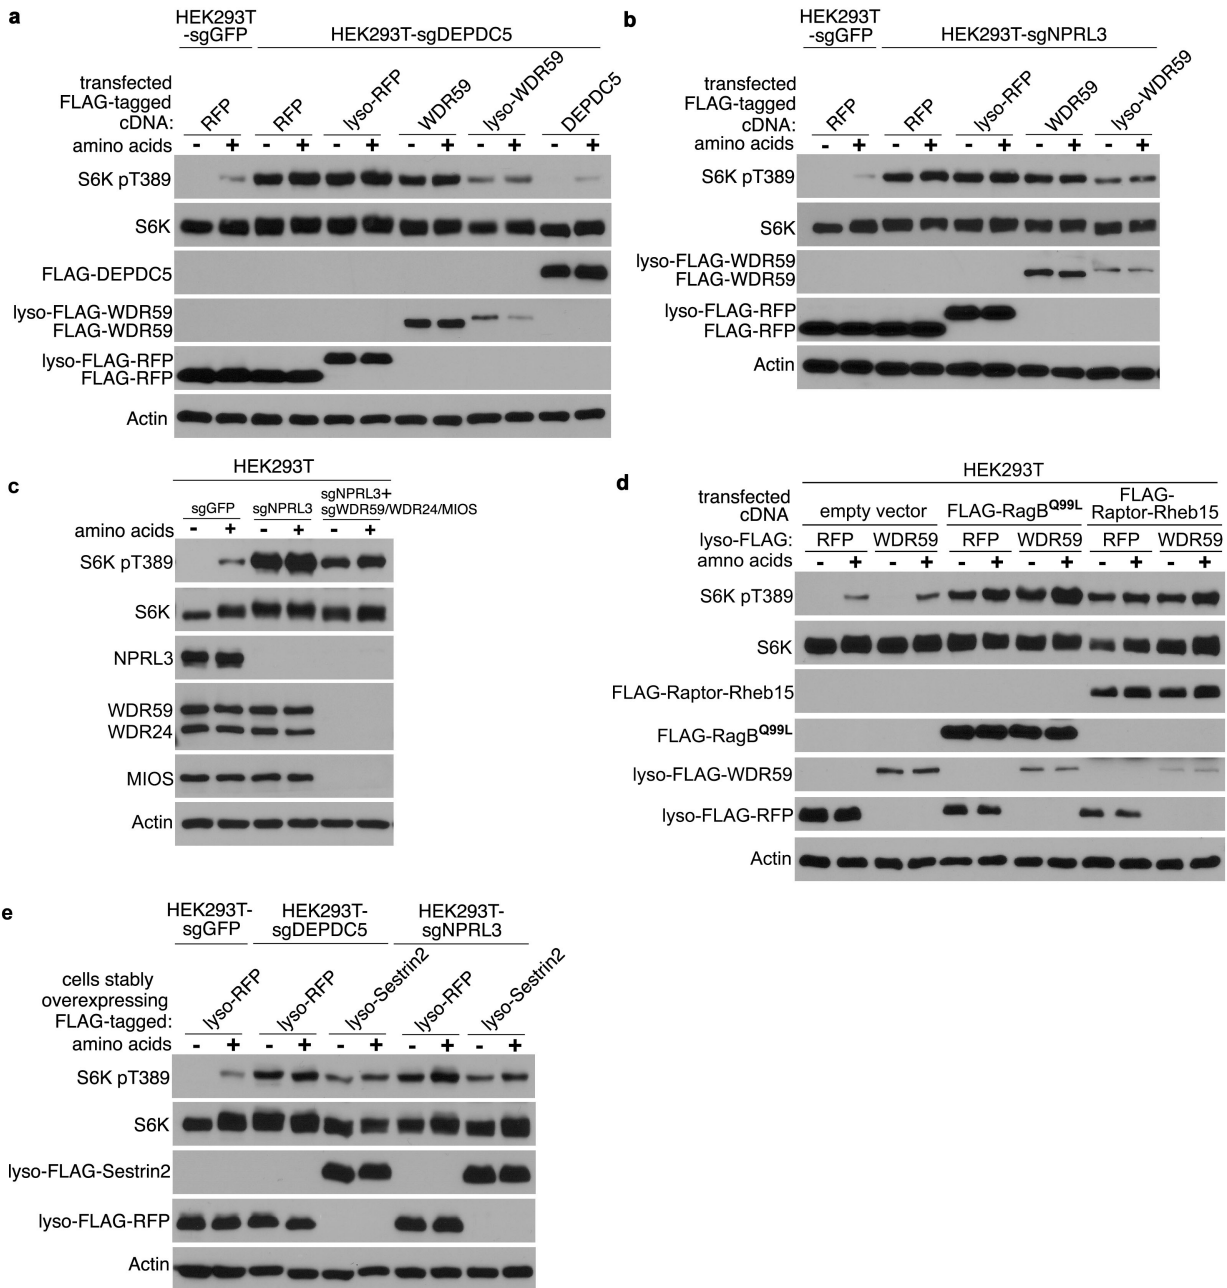 a
HEK293T
-sgGFP
HEK293T-sgDEPDC5
transfected
FLAG-tagged
cDNA:
RFP
RFP
lyso-RFP
WDR59
lyso-WDR59
DEPDC5
amino acids - + - + - + - + - + - +
S6K pT389
S6K
FLAG-DEPDC5
lyso-FLAG-WDR59
FLAG-WDR59
lyso-FLAG-RFP
FLAG-RFP
Actin
b
HEK293T
-sgGFP
HEK293T-sgNPRL3
transfected
FLAG-tagged
cDNA:
RFP
RFP
lyso-RFP
WDR59
lyso-WDR59
amino acids - + - + - + - + - +
S6K pT389
S6K
lyso-FLAG-WDR59
FLAG-WDR59
lyso-FLAG-RFP
FLAG-RFP
Actin
c
HEK293T
sgGFP
sgNPRL3
sgNPRL3+
sgWDR59/WDR24/MIOS
amino acids - + - + - +
S6K pT389
S6K
NPRL3
WDR59
WDR24
MIOS
Actin
d
HEK293T
transfected
cDNA
empty vector
FLAG-RagBQ99L
FLAG-
Raptor-Rheb15
lyso-FLAG: RFP WDR59 RFP WDR59 RFP WDR59
amno acids - + - + - + - + - + - +
S6K pT389
S6K
FLAG-Raptor-Rheb15
FLAG-RagBQ99L
lyso-FLAG-WDR59
lyso-FLAG-RFP
Actin
e
HEK293T-
sgGFP
HEK293T-
sgDEPDC5
HEK293T-
sgNPRL3
cells stably
overexpressing
FLAG-tagged:
lyso-RFP
lyso-RFP
lyso-Sestrin2
lyso-RFP
lyso-Sestrin2
amino acids - + - + - + - + - +
S6K pT389
S6K
lyso-FLAG-Sestrin2
lyso-FLAG-RFP
Actin